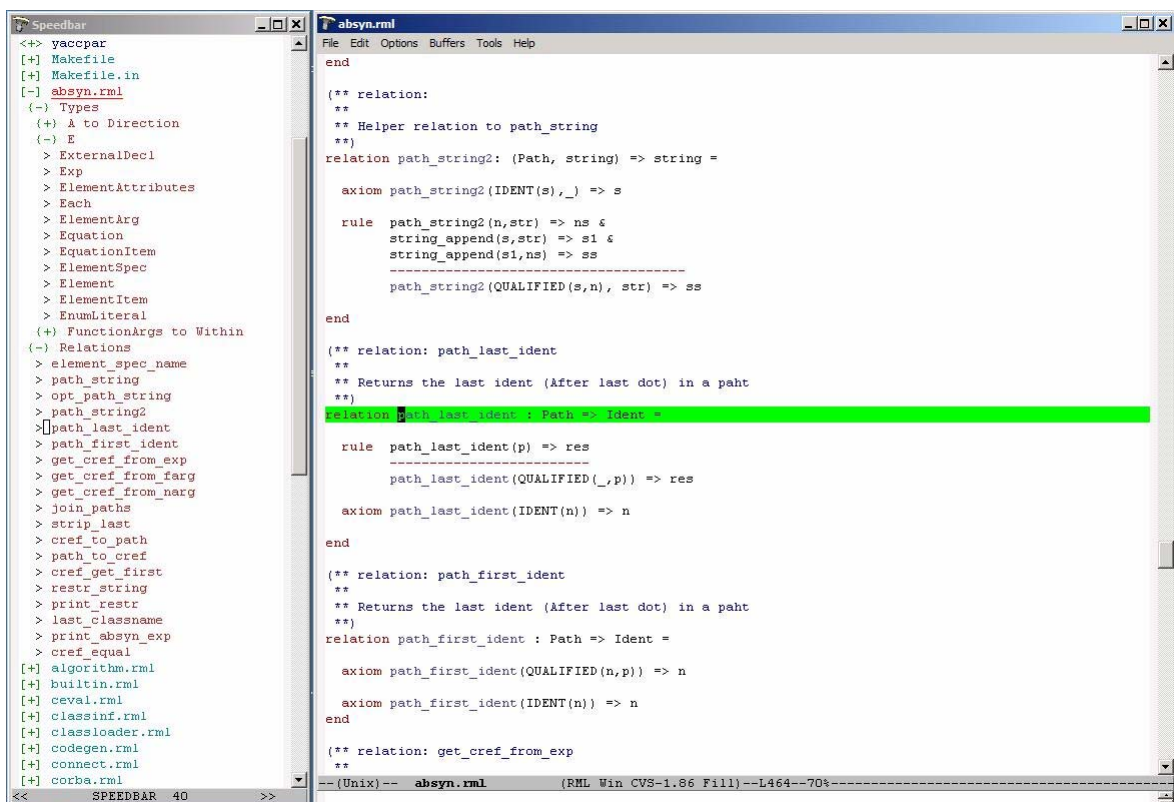 Speedbar
<+> yaccpar
[+] Makefile
[+] Makefile.in
[-] absyn.rml
{-} Types
{+} A to Direction
{-} E
> ExternalDecl
> Exp
> ElementAttributes
> Each
> ElementArg
> Equation
> EquationItem
> ElementSpec
> Element
> ElementItem
> EnumLiteral
{+} FunctionArgs to Within
{-} Relations
> element_spec_name
> path_string
> opt_path_string
> path_string2
> path_last_ident
> path_first_ident
> get_cref_from_exp
> get_cref_from_farg
> get_cref_from_narg
> join_paths
> strip_last
> cref_to_path
> path_to_cref
> cref_get_first
> restr_string
> print_restr
> last_classname
> print_absyn_exp
> cref_equal
[+] algorithm.rml
[+] builtin.rml
[+] ceval.rml
[+] classinf.rml
[+] classloader.rml
[+] codegen.rml
[+] connect.rml
[+] corba.rml
<< SPEEDBAR 40 >>
absyn.rml
File Edit Options Buffers Tools Help
end
(** relation:
**
** Helper relation to path_string
**)
relation path_string2: (Path, string) => string =
axiom path_string2(IDENT(s),_) => s
rule path_string2(n,str) => ns &
string_append(s,str) => s1 &
string_append(s1,ns) => ss
-------------------------------------
path_string2(QUALIFIED(s,n), str) => ss
end
(** relation: path_last_ident
**
** Returns the last ident (After last dot) in a paht
**)
relation path_last_ident : Path => Ident =
rule path_last_ident(p) => res
-------------------------
path_last_ident(QUALIFIED(_,p)) => res
axiom path_last_ident(IDENT(n)) => n
end
(** relation: path_first_ident
**
** Returns the last ident (After last dot) in a paht
**)
relation path_first_ident : Path => Ident =
axiom path_first_ident(QUALIFIED(n,p)) => n
axiom path_first_ident(IDENT(n)) => n
end
(** relation: get_cref_from_exp
**
--(Unix)-- absyn.rml (RML Win CVS-1.86 Fill)--L464--70%----------------------------------------